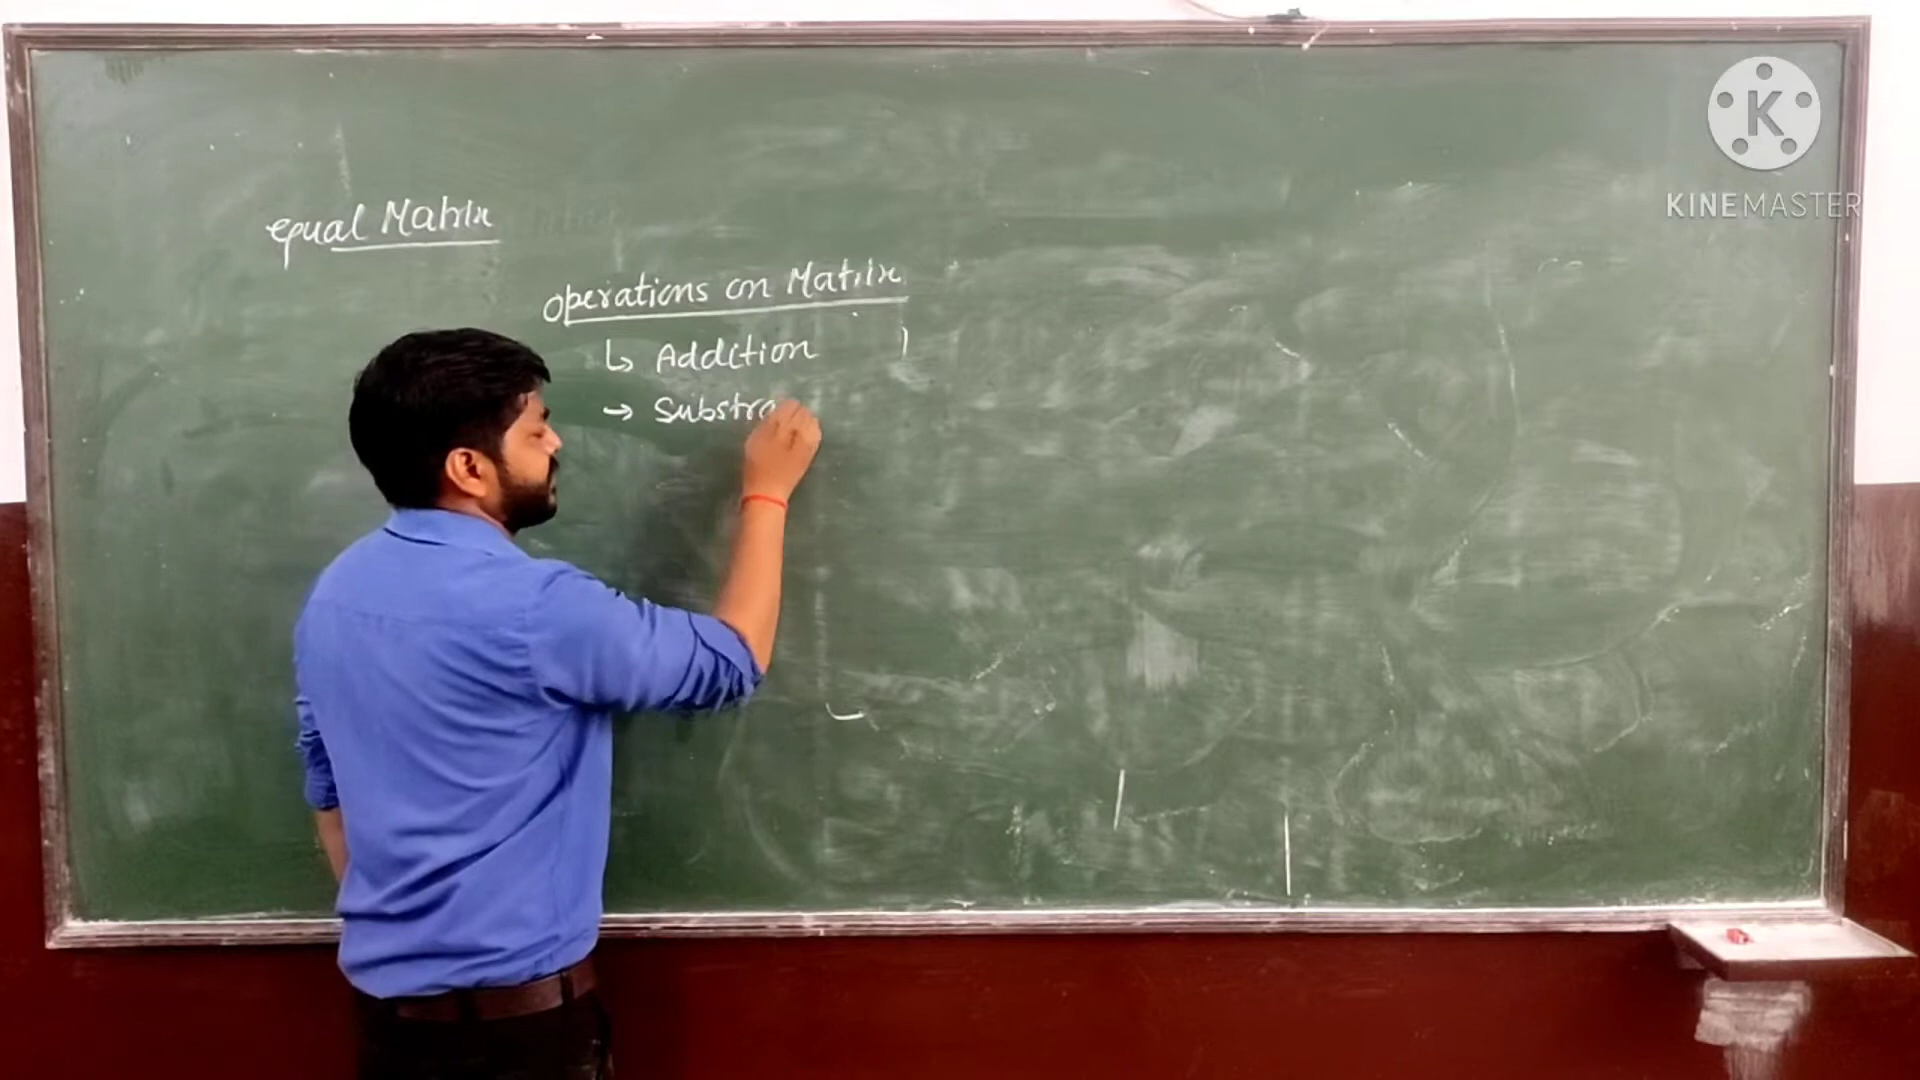 equal Matrix
Operations on Matrix
↳ Addition
→ Substra
K
KINEMASTER